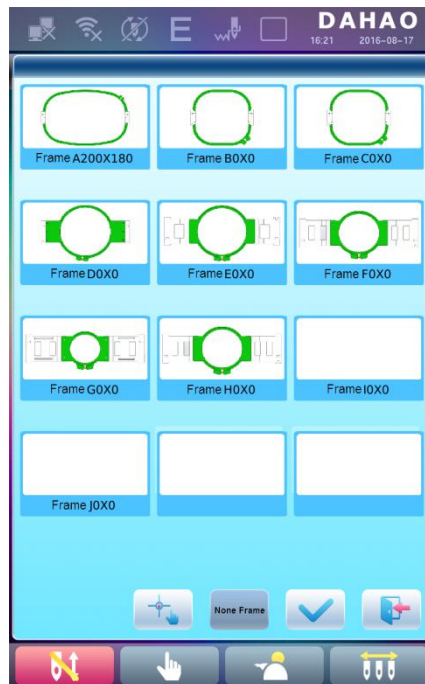 E
DAHAO
16:21 2016-08-17
Frame A200X180 Frame B0X0 Frame C0X0
Frame D0X0 Frame E0X0 Frame F0X0
Frame G0X0 Frame H0X0 Frame I0X0
Frame J0X0
None Frame